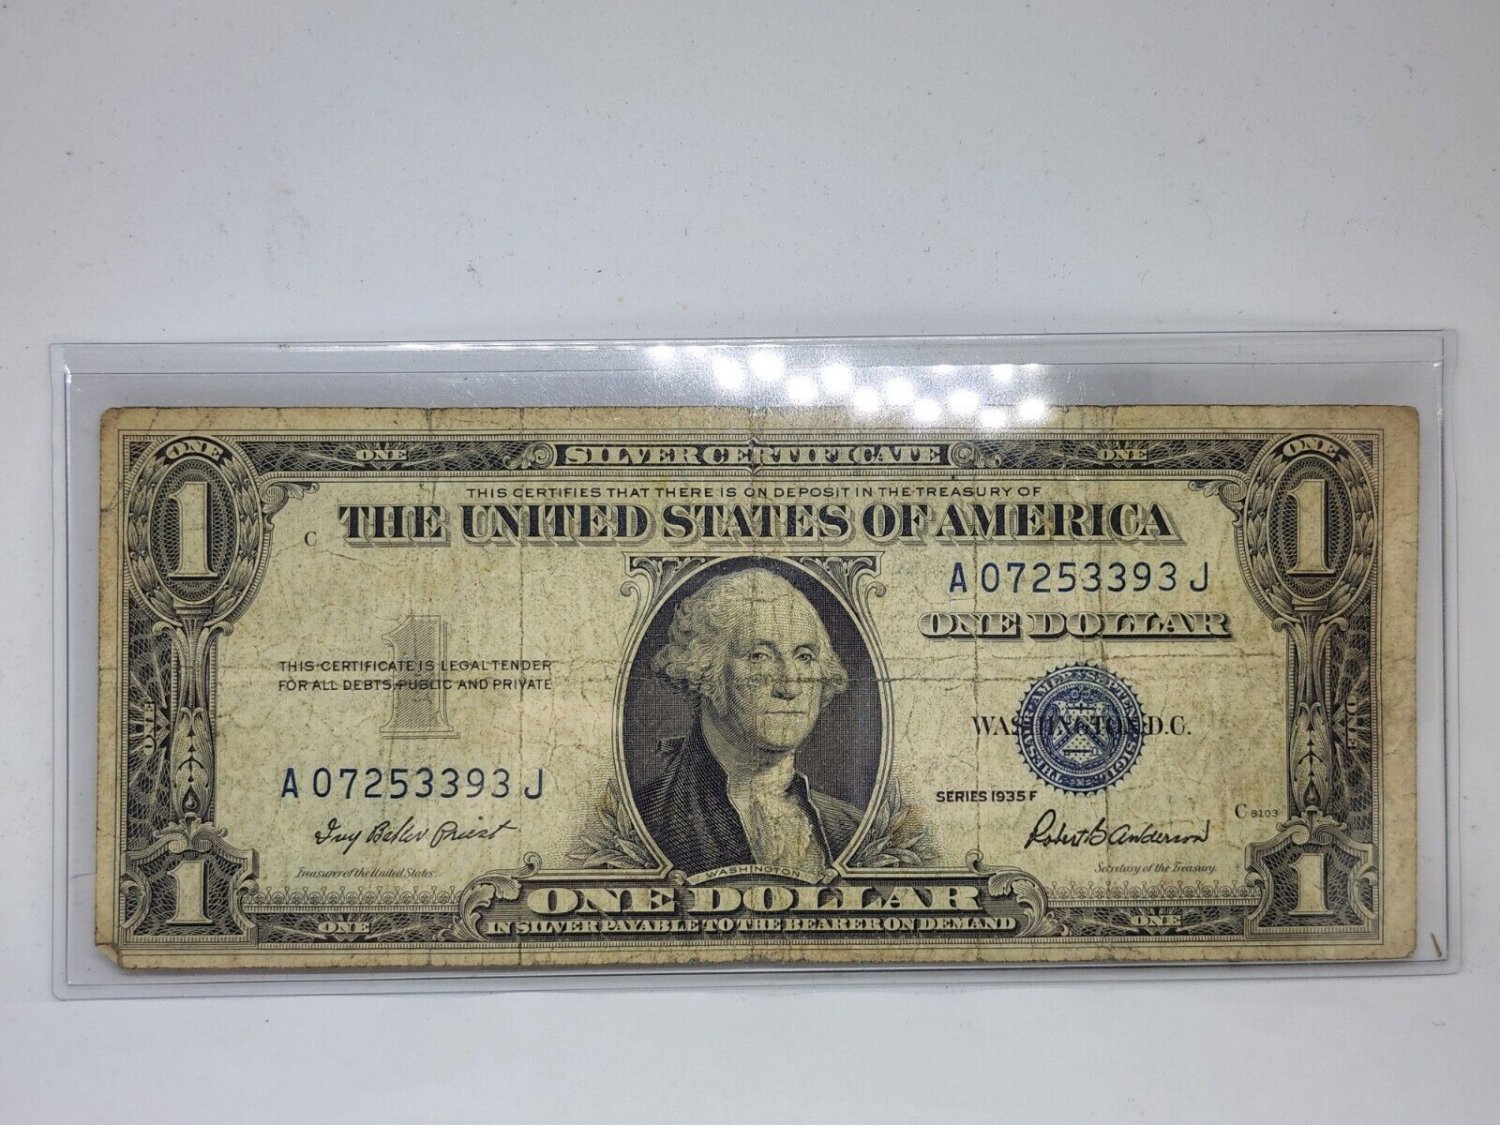 ONE
SILVER CERTIFICATE
ONE
ONE
ONE
1
1
THIS CERTIFIES THAT THERE IS ON DEPOSIT IN THE TREASURY OF
C
THE UNITED STATES OF AMERICA
A 07253393 J
ONE DOLLAR
1
THIS CERTIFICATE IS LEGAL TENDER
FOR ALL DEBTS, PUBLIC AND PRIVATE
WASHINGTON, D.C.
ONE
ONE
A 07253393 J
SERIES 1935 F
C 8103
Ivy Baker Priest
Robert B. Anderson
Treasurer of the United States.
Secretary of the Treasury.
WASHINGTON
1
1
ONE DOLLAR
ONE
ONE
IN SILVER PAYABLE TO THE BEARER ON DEMAND